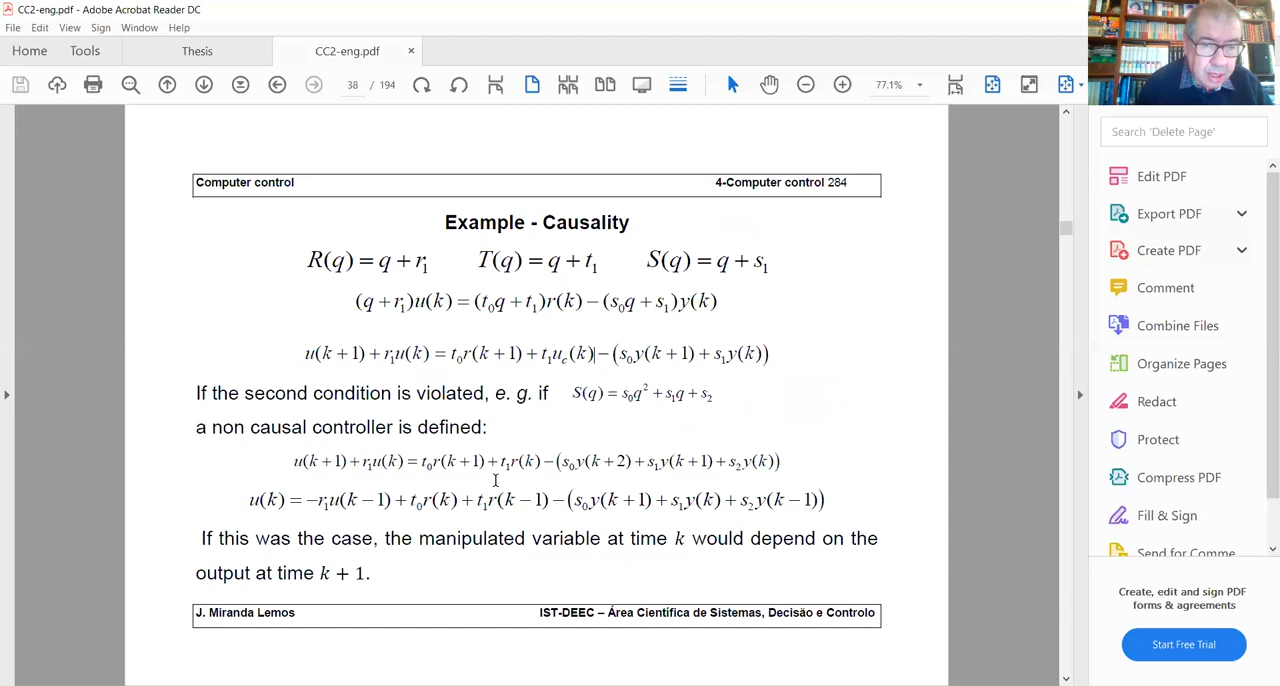 CC2-eng.pdf - Adobe Acrobat Reader DC
File Edit View Sign Window Help
Home Tools Thesis CC2-eng.pdf ×
38 / 194 77.1%
Search 'Delete Page'
Computer control 4-Computer control 284
Example - Causality
R(q) = q + r₁ T(q) = q + t₁ S(q) = q + s₁
(q + r₁)u(k) = (t₀q + t₁)r(k) − (s₀q + s₁)y(k)
u(k + 1) + r₁u(k) = t₀r(k + 1) + t₁u_c(k) − (s₀y(k + 1) + s₁y(k))
If the second condition is violated, e. g. if S(q) = s₀q² + s₁q + s₂
a non causal controller is defined:
u(k + 1) + r₁u(k) = t₀r(k + 1) + t₁r(k) − (s₀y(k + 2) + s₁y(k + 1) + s₂y(k))
u(k) = −r₁u(k − 1) + t₀r(k) + t₁r(k − 1) − (s₀y(k + 1) + s₁y(k) + s₂y(k − 1))
If this was the case, the manipulated variable at time k would depend on the
output at time k + 1.
J. Miranda Lemos IST-DEEC – Área Científica de Sistemas, Decisão e Controlo
Edit PDF
Export PDF
Create PDF
Comment
Combine Files
Organize Pages
Redact
Protect
Compress PDF
Fill & Sign
Send for Comme
Create, edit and sign PDF
forms & agreements
Start Free Trial